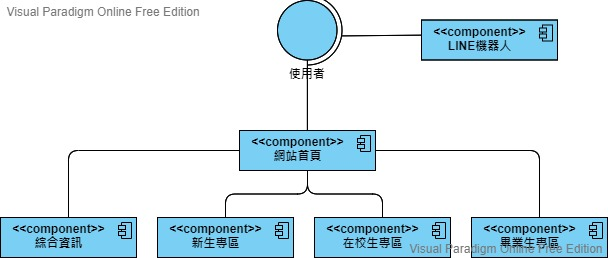 Visual Paradigm Online Free Edition
<<component>>
LINE機器人
使用者
<<component>>
網站首頁
<<component>>
綜合資訊
<<component>>
新生專區
<<component>>
在校生專區
<<component>>
畢業生專區
Visual Paradigm Online Free Edition